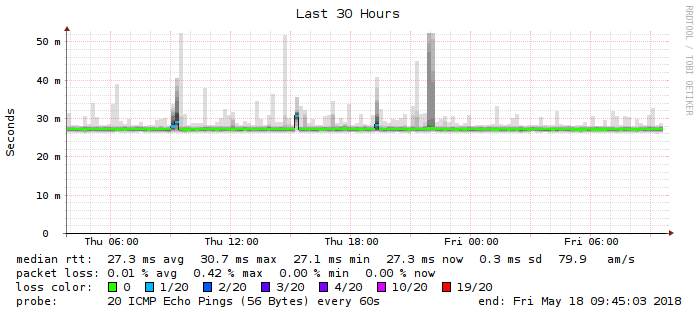 Last 30 Hours
RRDTOOL / TOBI OETIKER
Seconds
50 m
40 m
30 m
20 m
10 m
0
Thu 06:00 Thu 12:00 Thu 18:00 Fri 00:00 Fri 06:00
median rtt: 27.3 ms avg 30.7 ms max 27.1 ms min 27.3 ms now 0.3 ms sd 79.9 am/s
packet loss: 0.01 % avg 0.42 % max 0.00 % min 0.00 % now
loss color: 0 1/20 2/20 3/20 4/20 10/20 19/20
probe: 20 ICMP Echo Pings (56 Bytes) every 60s end: Fri May 18 09:45:03 2018